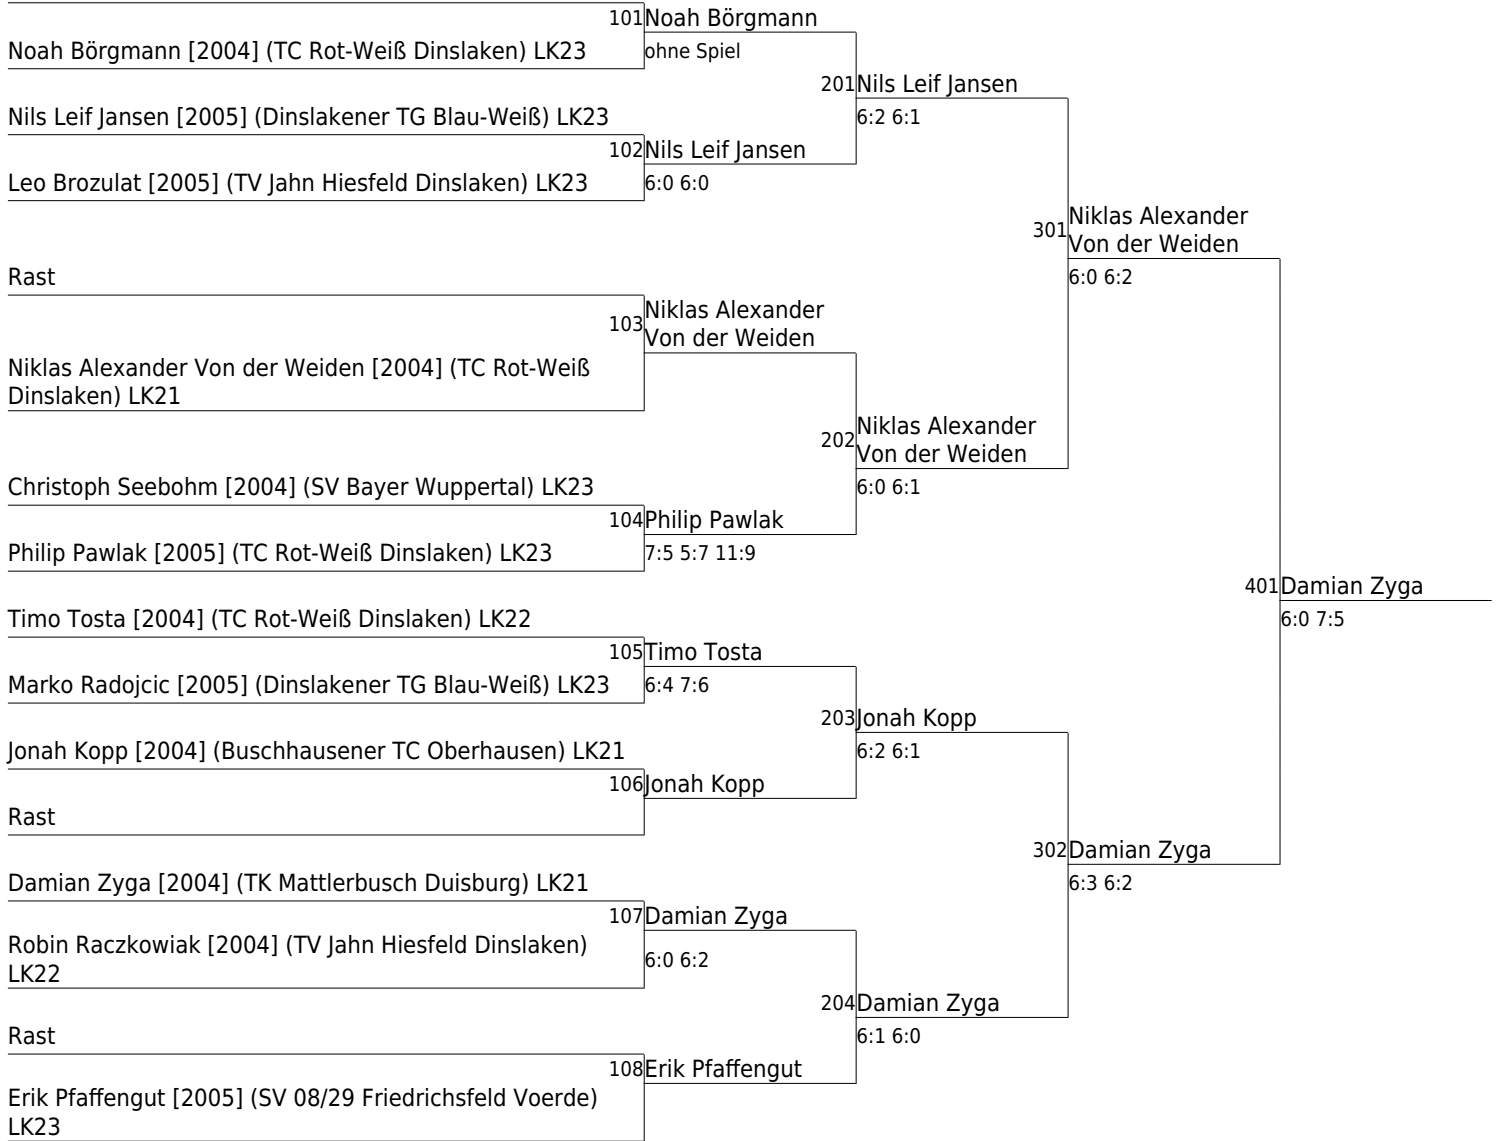 101 Noah Börgmann
Noah Börgmann [2004] (TC Rot-Weiß Dinslaken) LK23
ohne Spiel
201 Nils Leif Jansen
Nils Leif Jansen [2005] (Dinslakener TG Blau-Weiß) LK23
6:2 6:1
102 Nils Leif Jansen
Leo Brozulat [2005] (TV Jahn Hiesfeld Dinslaken) LK23
6:0 6:0
301 Niklas Alexander
Von der Weiden
Rast
6:0 6:2
103 Niklas Alexander
Von der Weiden
Niklas Alexander Von der Weiden [2004] (TC Rot-Weiß
Dinslaken) LK21
202 Niklas Alexander
Von der Weiden
Christoph Seebohm [2004] (SV Bayer Wuppertal) LK23
6:0 6:1
104 Philip Pawlak
Philip Pawlak [2005] (TC Rot-Weiß Dinslaken) LK23
7:5 5:7 11:9
401 Damian Zyga
Timo Tosta [2004] (TC Rot-Weiß Dinslaken) LK22
6:0 7:5
105 Timo Tosta
Marko Radojcic [2005] (Dinslakener TG Blau-Weiß) LK23
6:4 7:6
203 Jonah Kopp
Jonah Kopp [2004] (Buschhausener TC Oberhausen) LK21
6:2 6:1
106 Jonah Kopp
Rast
302 Damian Zyga
Damian Zyga [2004] (TK Mattlerbusch Duisburg) LK21
6:3 6:2
107 Damian Zyga
Robin Raczkowiak [2004] (TV Jahn Hiesfeld Dinslaken)
LK22
6:0 6:2
204 Damian Zyga
Rast
6:1 6:0
108 Erik Pfaffengut
Erik Pfaffengut [2005] (SV 08/29 Friedrichsfeld Voerde)
LK23